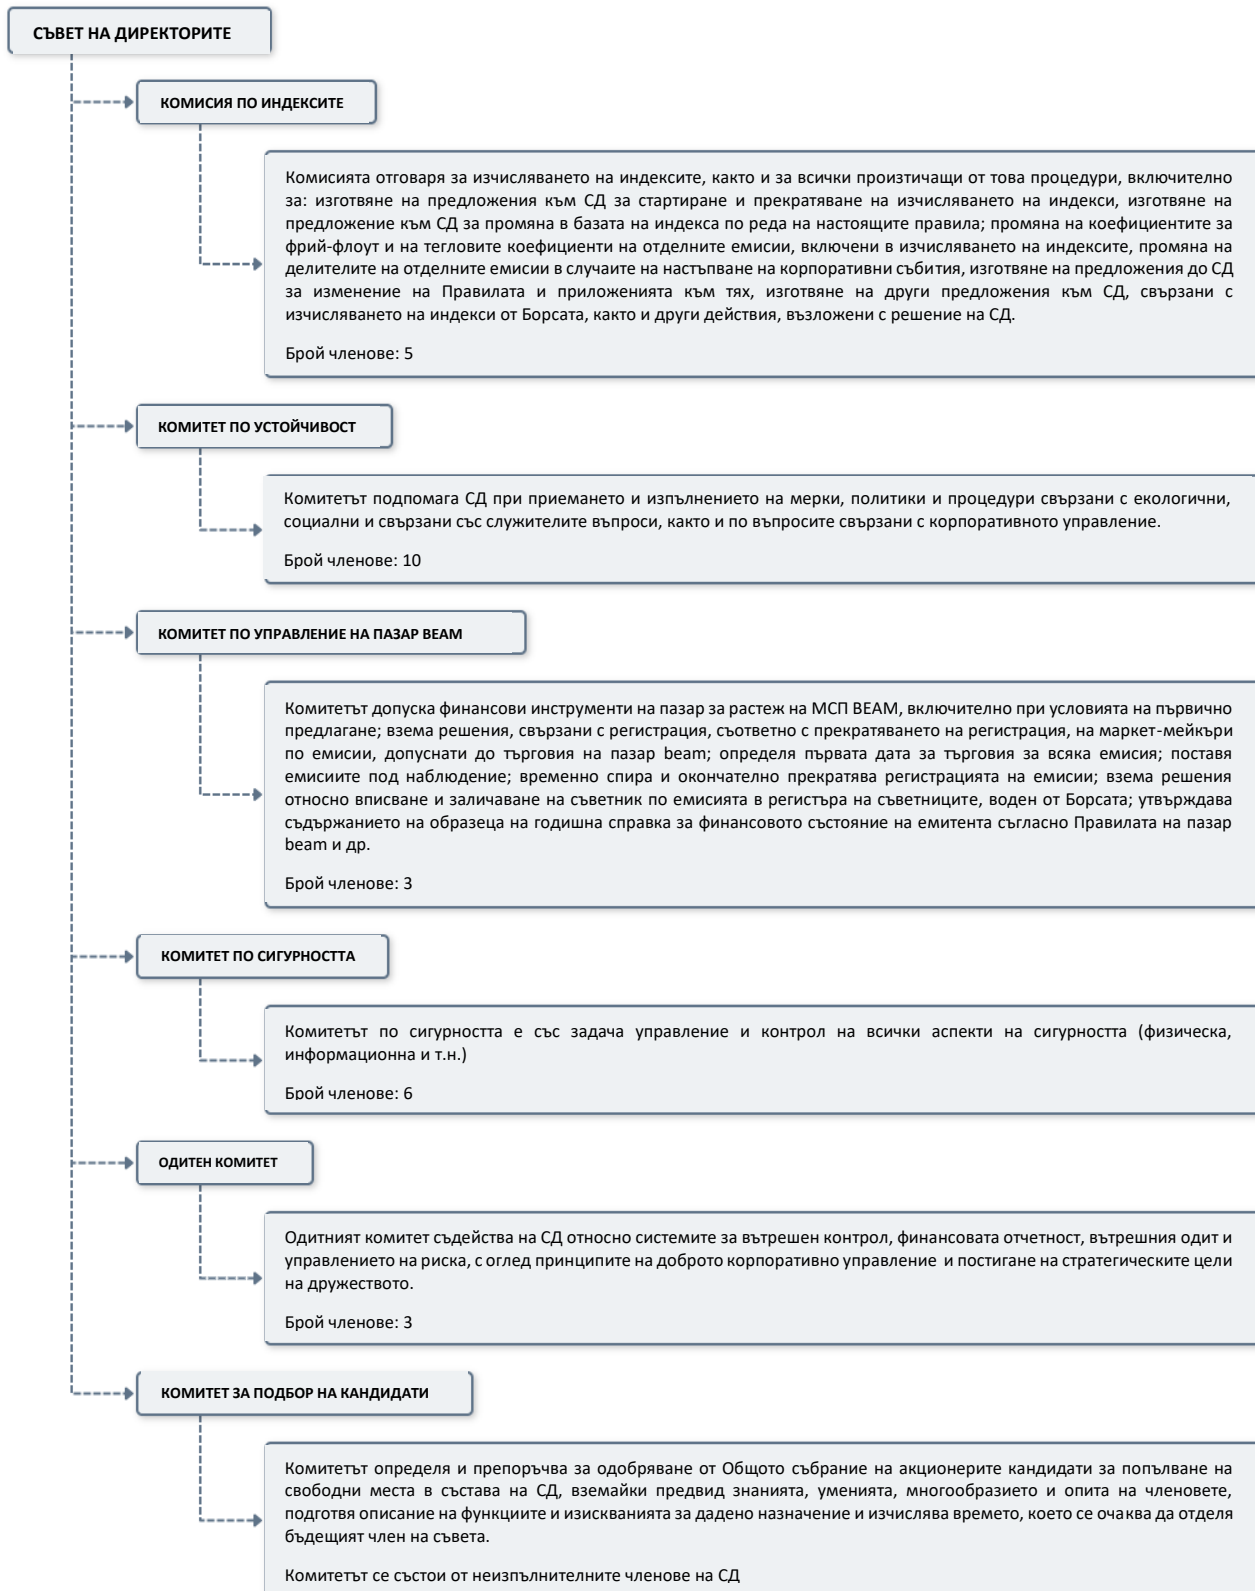 СЪВЕТ НА ДИРЕКТОРИТЕ
КОМИСИЯ ПО ИНДЕКСИТЕ
Комисията отговаря за изчисляването на индексите, както и за всички произтичащи от това процедури, включително
за: изготвяне на предложения към СД за стартиране и прекратяване на изчисляването на индекси, изготвяне на
предложение към СД за промяна в базата на индекса по реда на настоящите правила; промяна на коефициентите за
фрий-флоут и на тегловите коефициенти на отделните емисии, включени в изчисляването на индексите, промяна на
делителите на отделните емисии в случаите на настъпване на корпоративни събития, изготвяне на предложения до СД
за изменение на Правилата и приложенията към тях, изготвяне на други предложения към СД, свързани с
изчисляването на индекси от Борсата, както и други действия, възложени с решение на СД.
Брой членове: 5
КОМИТЕТ ПО УСТОЙЧИВОСТ
Комитетът подпомага СД при приемането и изпълнението на мерки, политики и процедури свързани с екологични,
социални и свързани със служителите въпроси, както и по въпросите свързани с корпоративното управление.
Брой членове: 10
КОМИТЕТ ПО УПРАВЛЕНИЕ НА ПАЗАР BEAM
Комитетът допуска финансови инструменти на пазар за растеж на МСП BEAM, включително при условията на първично
предлагане; взема решения, свързани с регистрация, съответно с прекратяването на регистрация, на маркет-мейкъри
по емисии, допуснати до търговия на пазар beam; определя първата дата за търговия за всяка емисия; поставя
емисиите под наблюдение; временно спира и окончателно прекратява регистрацията на емисии; взема решения
относно вписване и заличаване на съветник по емисията в регистъра на съветниците, воден от Борсата; утвърждава
съдържанието на образеца на годишна справка за финансовото състояние на емитента съгласно Правилата на пазар
beam и др.
Брой членове: 3
КОМИТЕТ ПО СИГУРНОСТТА
Комитетът по сигурността е със задача управление и контрол на всички аспекти на сигурността (физическа,
информационна и т.н.)
Брой членове: 6
ОДИТЕН КОМИТЕТ
Одитният комитет съдейства на СД относно системите за вътрешен контрол, финансовата отчетност, вътрешния одит и
управлението на риска, с оглед принципите на доброто корпоративно управление и постигане на стратегическите цели
на дружеството.
Брой членове: 3
КОМИТЕТ ЗА ПОДБОР НА КАНДИДАТИ
Комитетът определя и препоръчва за одобряване от Общото събрание на акционерите кандидати за попълване на
свободни места в състава на СД, вземайки предвид знанията, уменията, многообразието и опита на членовете,
подготвя описание на функциите и изискванията за дадено назначение и изчислява времето, което се очаква да отделя
бъдещият член на съвета.
Комитетът се състои от неизпълнителните членове на СД